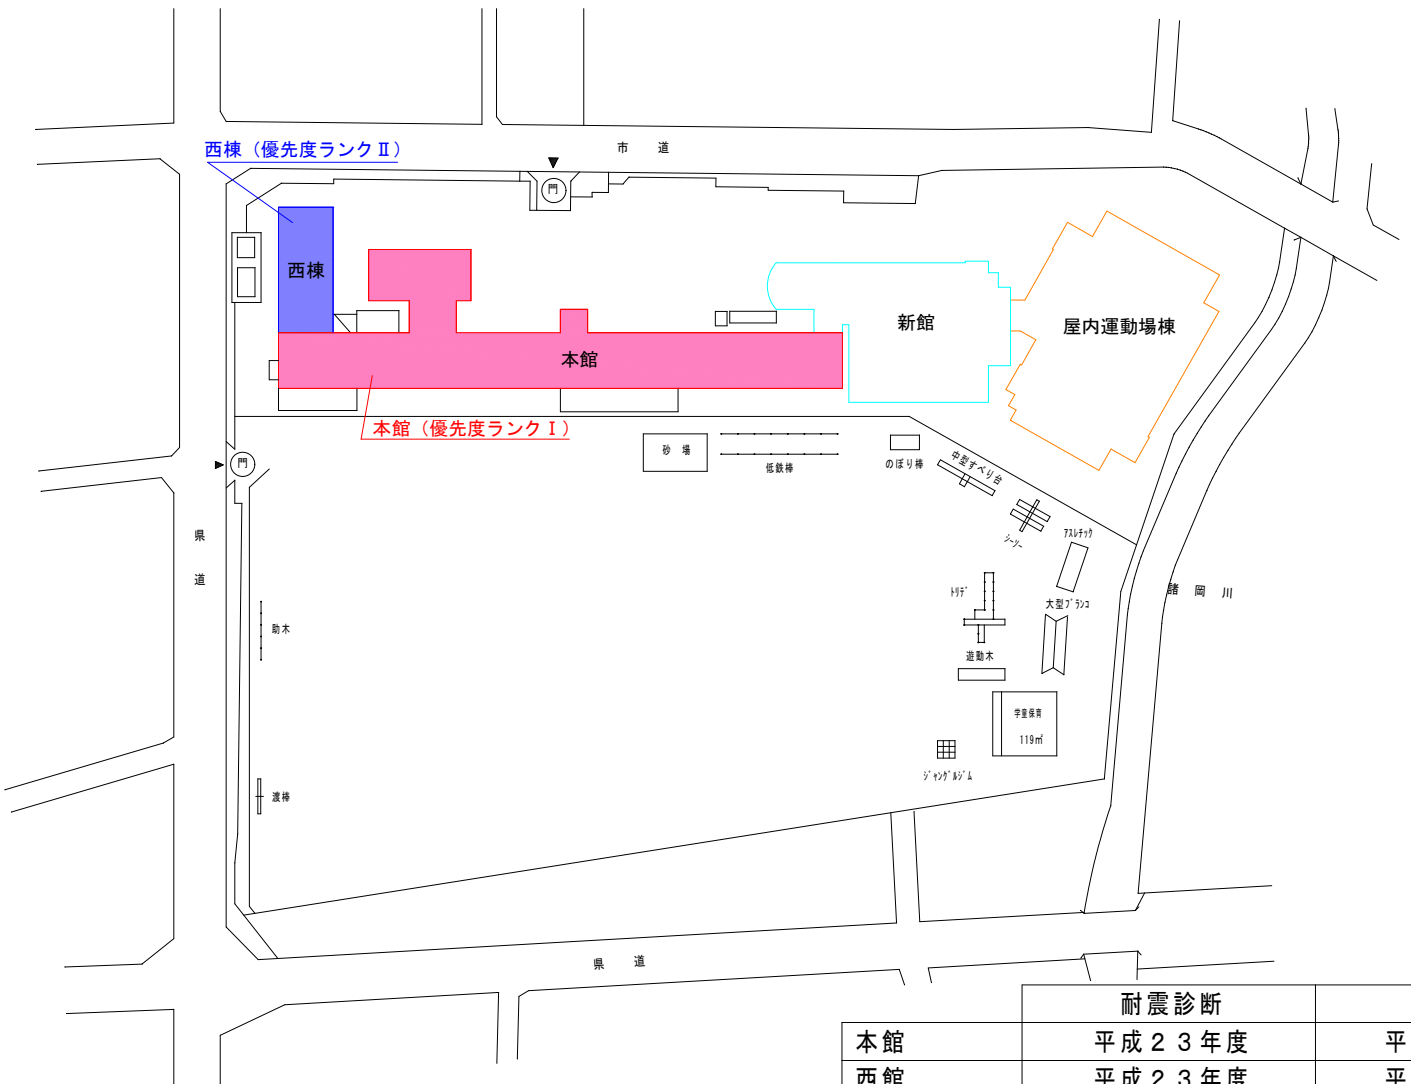 西棟（優先度ランクⅡ）
市　道
門
西棟
新館
屋内運動場棟
本館
本館（優先度ランクⅠ）
砂　場
低鉄棒
のぼり棒
中型すべり台
門
シーソー
アスレチック
県
道
諸　岡　川
トリデ
大型ブランコ
助木
遊動木
学童保育
119㎡
ジャングルジム
渡棒
県　道
耐震診断
本館　平成２３年度　平
西館　平成２３年度　平